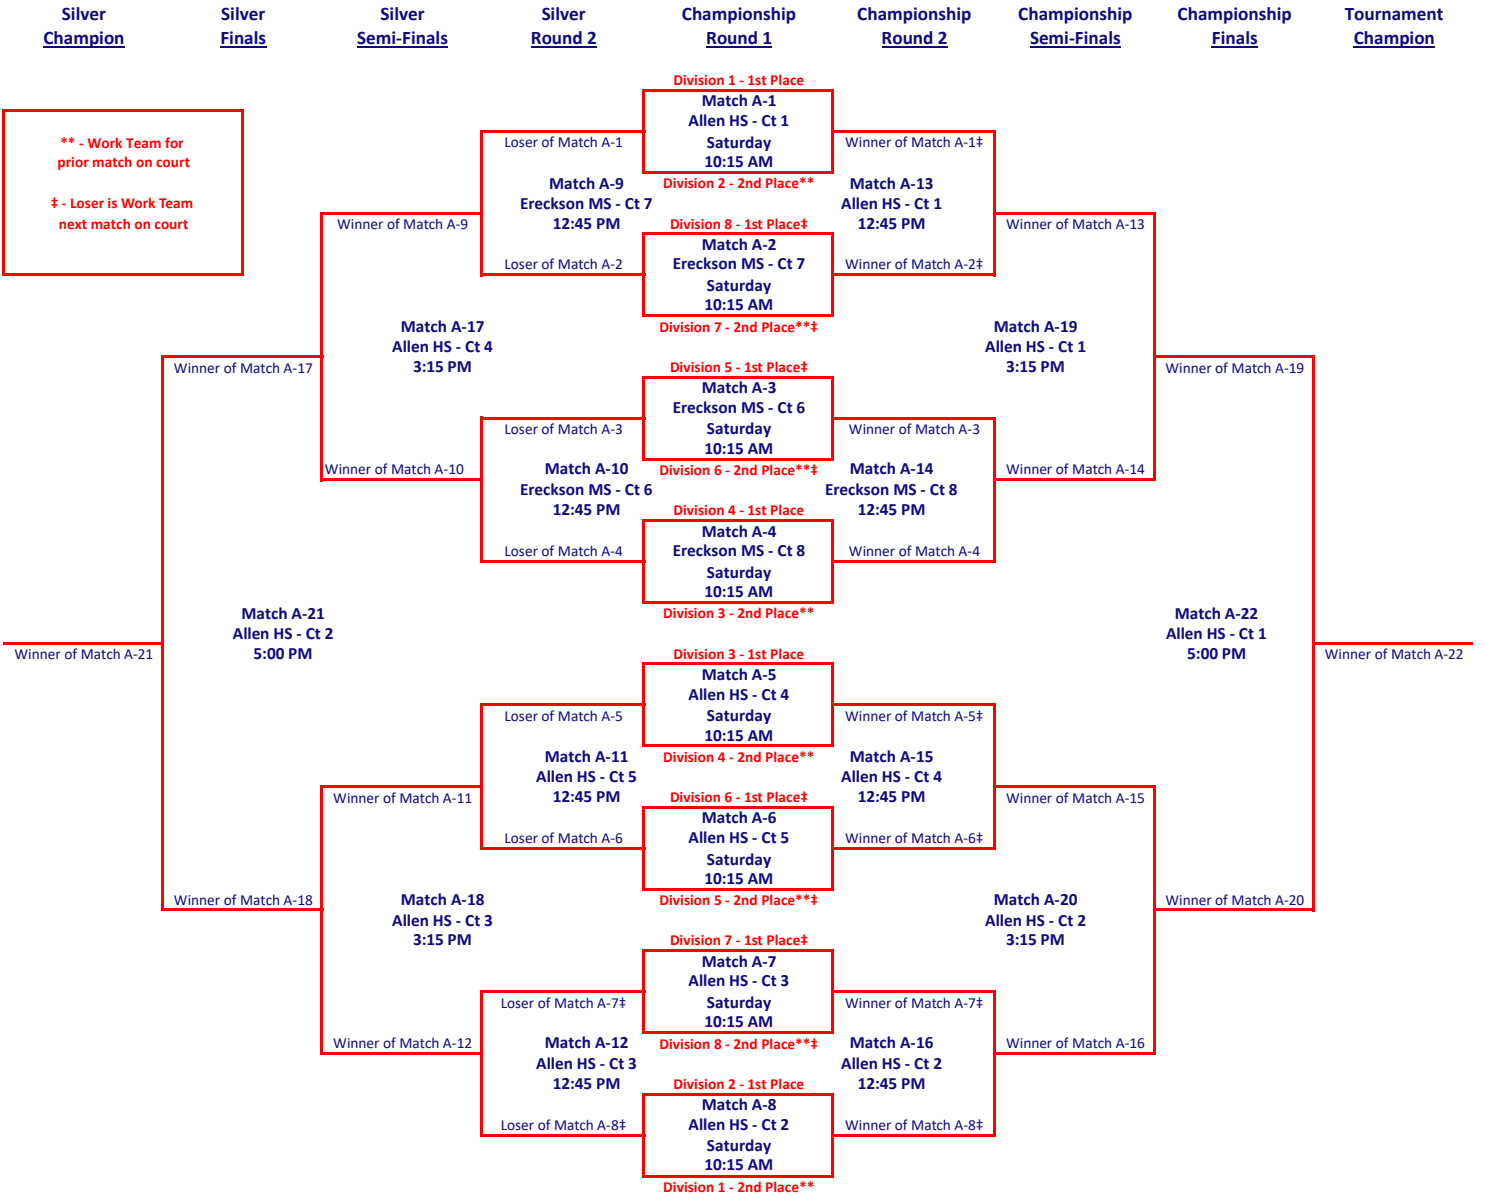 Silver Champion
Silver Finals
Silver Semi-Finals
Silver Round 2
Championship Round 1
Championship Round 2
Championship Semi-Finals
Championship Finals
Tournament Champion
** - Work Team for
prior match on court
‡ - Loser is Work Team
next match on court
Winner of Match A-21
Winner of Match A-17
Match A-21
Allen HS - Ct 2
5:00 PM
Winner of Match A-18
Winner of Match A-9
Match A-17
Allen HS - Ct 4
3:15 PM
Winner of Match A-10
Winner of Match A-11
Match A-18
Allen HS - Ct 3
3:15 PM
Winner of Match A-12
Loser of Match A-1
Match A-9
Ereckson MS - Ct 7
12:45 PM
Loser of Match A-2
Loser of Match A-3
Match A-10
Ereckson MS - Ct 6
12:45 PM
Loser of Match A-4
Loser of Match A-5
Match A-11
Allen HS - Ct 5
12:45 PM
Loser of Match A-6
Loser of Match A-7‡
Match A-12
Allen HS - Ct 3
12:45 PM
Loser of Match A-8‡
Division 1 - 1st Place
Match A-1
Allen HS - Ct 1
Saturday
10:15 AM
Division 2 - 2nd Place**
Division 8 - 1st Place‡
Match A-2
Ereckson MS - Ct 7
Saturday
10:15 AM
Division 7 - 2nd Place**‡
Division 5 - 1st Place‡
Match A-3
Ereckson MS - Ct 6
Saturday
10:15 AM
Division 6 - 2nd Place**‡
Division 4 - 1st Place
Match A-4
Ereckson MS - Ct 8
Saturday
10:15 AM
Division 3 - 2nd Place**
Division 3 - 1st Place
Match A-5
Allen HS - Ct 4
Saturday
10:15 AM
Division 4 - 2nd Place**
Division 6 - 1st Place‡
Match A-6
Allen HS - Ct 5
Saturday
10:15 AM
Division 5 - 2nd Place**‡
Division 7 - 1st Place‡
Match A-7
Allen HS - Ct 3
Saturday
10:15 AM
Division 8 - 2nd Place**‡
Division 2 - 1st Place
Match A-8
Allen HS - Ct 2
Saturday
10:15 AM
Division 1 - 2nd Place**
Winner of Match A-1‡
Match A-13
Allen HS - Ct 1
12:45 PM
Winner of Match A-2‡
Winner of Match A-3
Match A-14
Ereckson MS - Ct 8
12:45 PM
Winner of Match A-4
Winner of Match A-5‡
Match A-15
Allen HS - Ct 4
12:45 PM
Winner of Match A-6‡
Winner of Match A-7‡
Match A-16
Allen HS - Ct 2
12:45 PM
Winner of Match A-8‡
Winner of Match A-13
Match A-19
Allen HS - Ct 1
3:15 PM
Winner of Match A-14
Winner of Match A-15
Match A-20
Allen HS - Ct 2
3:15 PM
Winner of Match A-16
Winner of Match A-19
Match A-22
Allen HS - Ct 1
5:00 PM
Winner of Match A-20
Winner of Match A-22